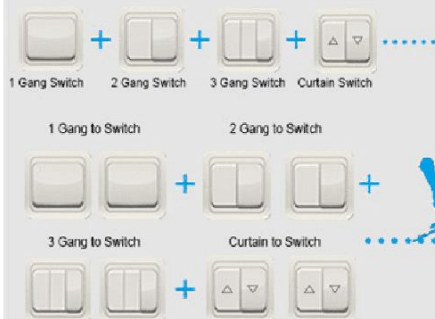 1 Gang Switch 2 Gang Switch 3 Gang Switch Curtain Switch
1 Gang to Switch 2 Gang to Switch
3 Gang to Switch Curtain to Switch